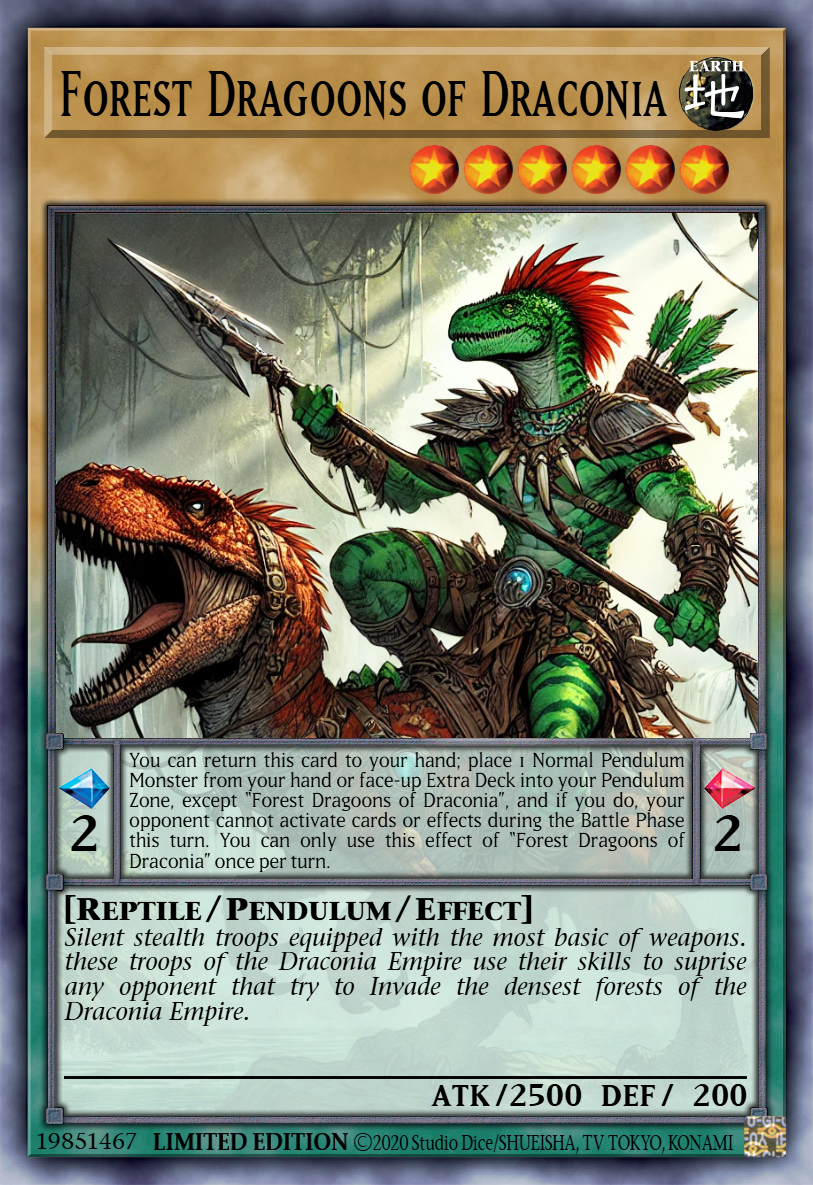 Forest Dragoons of Draconia
EARTH
地
You can return this card to your hand; place 1 Normal Pendulum
Monster from your hand or face-up Extra Deck into your Pendulum
Zone, except "Forest Dragoons of Draconia", and if you do, your
opponent cannot activate cards or effects during the Battle Phase
this turn. You can only use this effect of "Forest Dragoons of
Draconia" once per turn.
2
2
[Reptile/Pendulum/Effect]
Silent stealth troops equipped with the most basic of weapons.
these troops of the Draconia Empire use their skills to suprise
any opponent that try to Invade the densest forests of the
Draconia Empire.
ATK/2500 DEF/ 200
19851467 LIMITED EDITION ©2020 Studio Dice/SHUEISHA, TV TOKYO, KONAMI